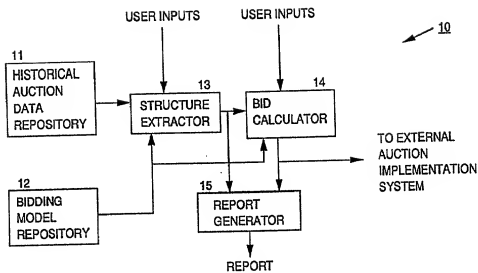 USER INPUTS
USER INPUTS
10
11
HISTORICAL
AUCTION
DATA
REPOSITORY
13
STRUCTURE
EXTRACTOR
14
BID
CALCULATOR
TO EXTERNAL
AUCTION
IMPLEMENTATION
SYSTEM
12
BIDDING
MODEL
REPOSITORY
15
REPORT
GENERATOR
REPORT